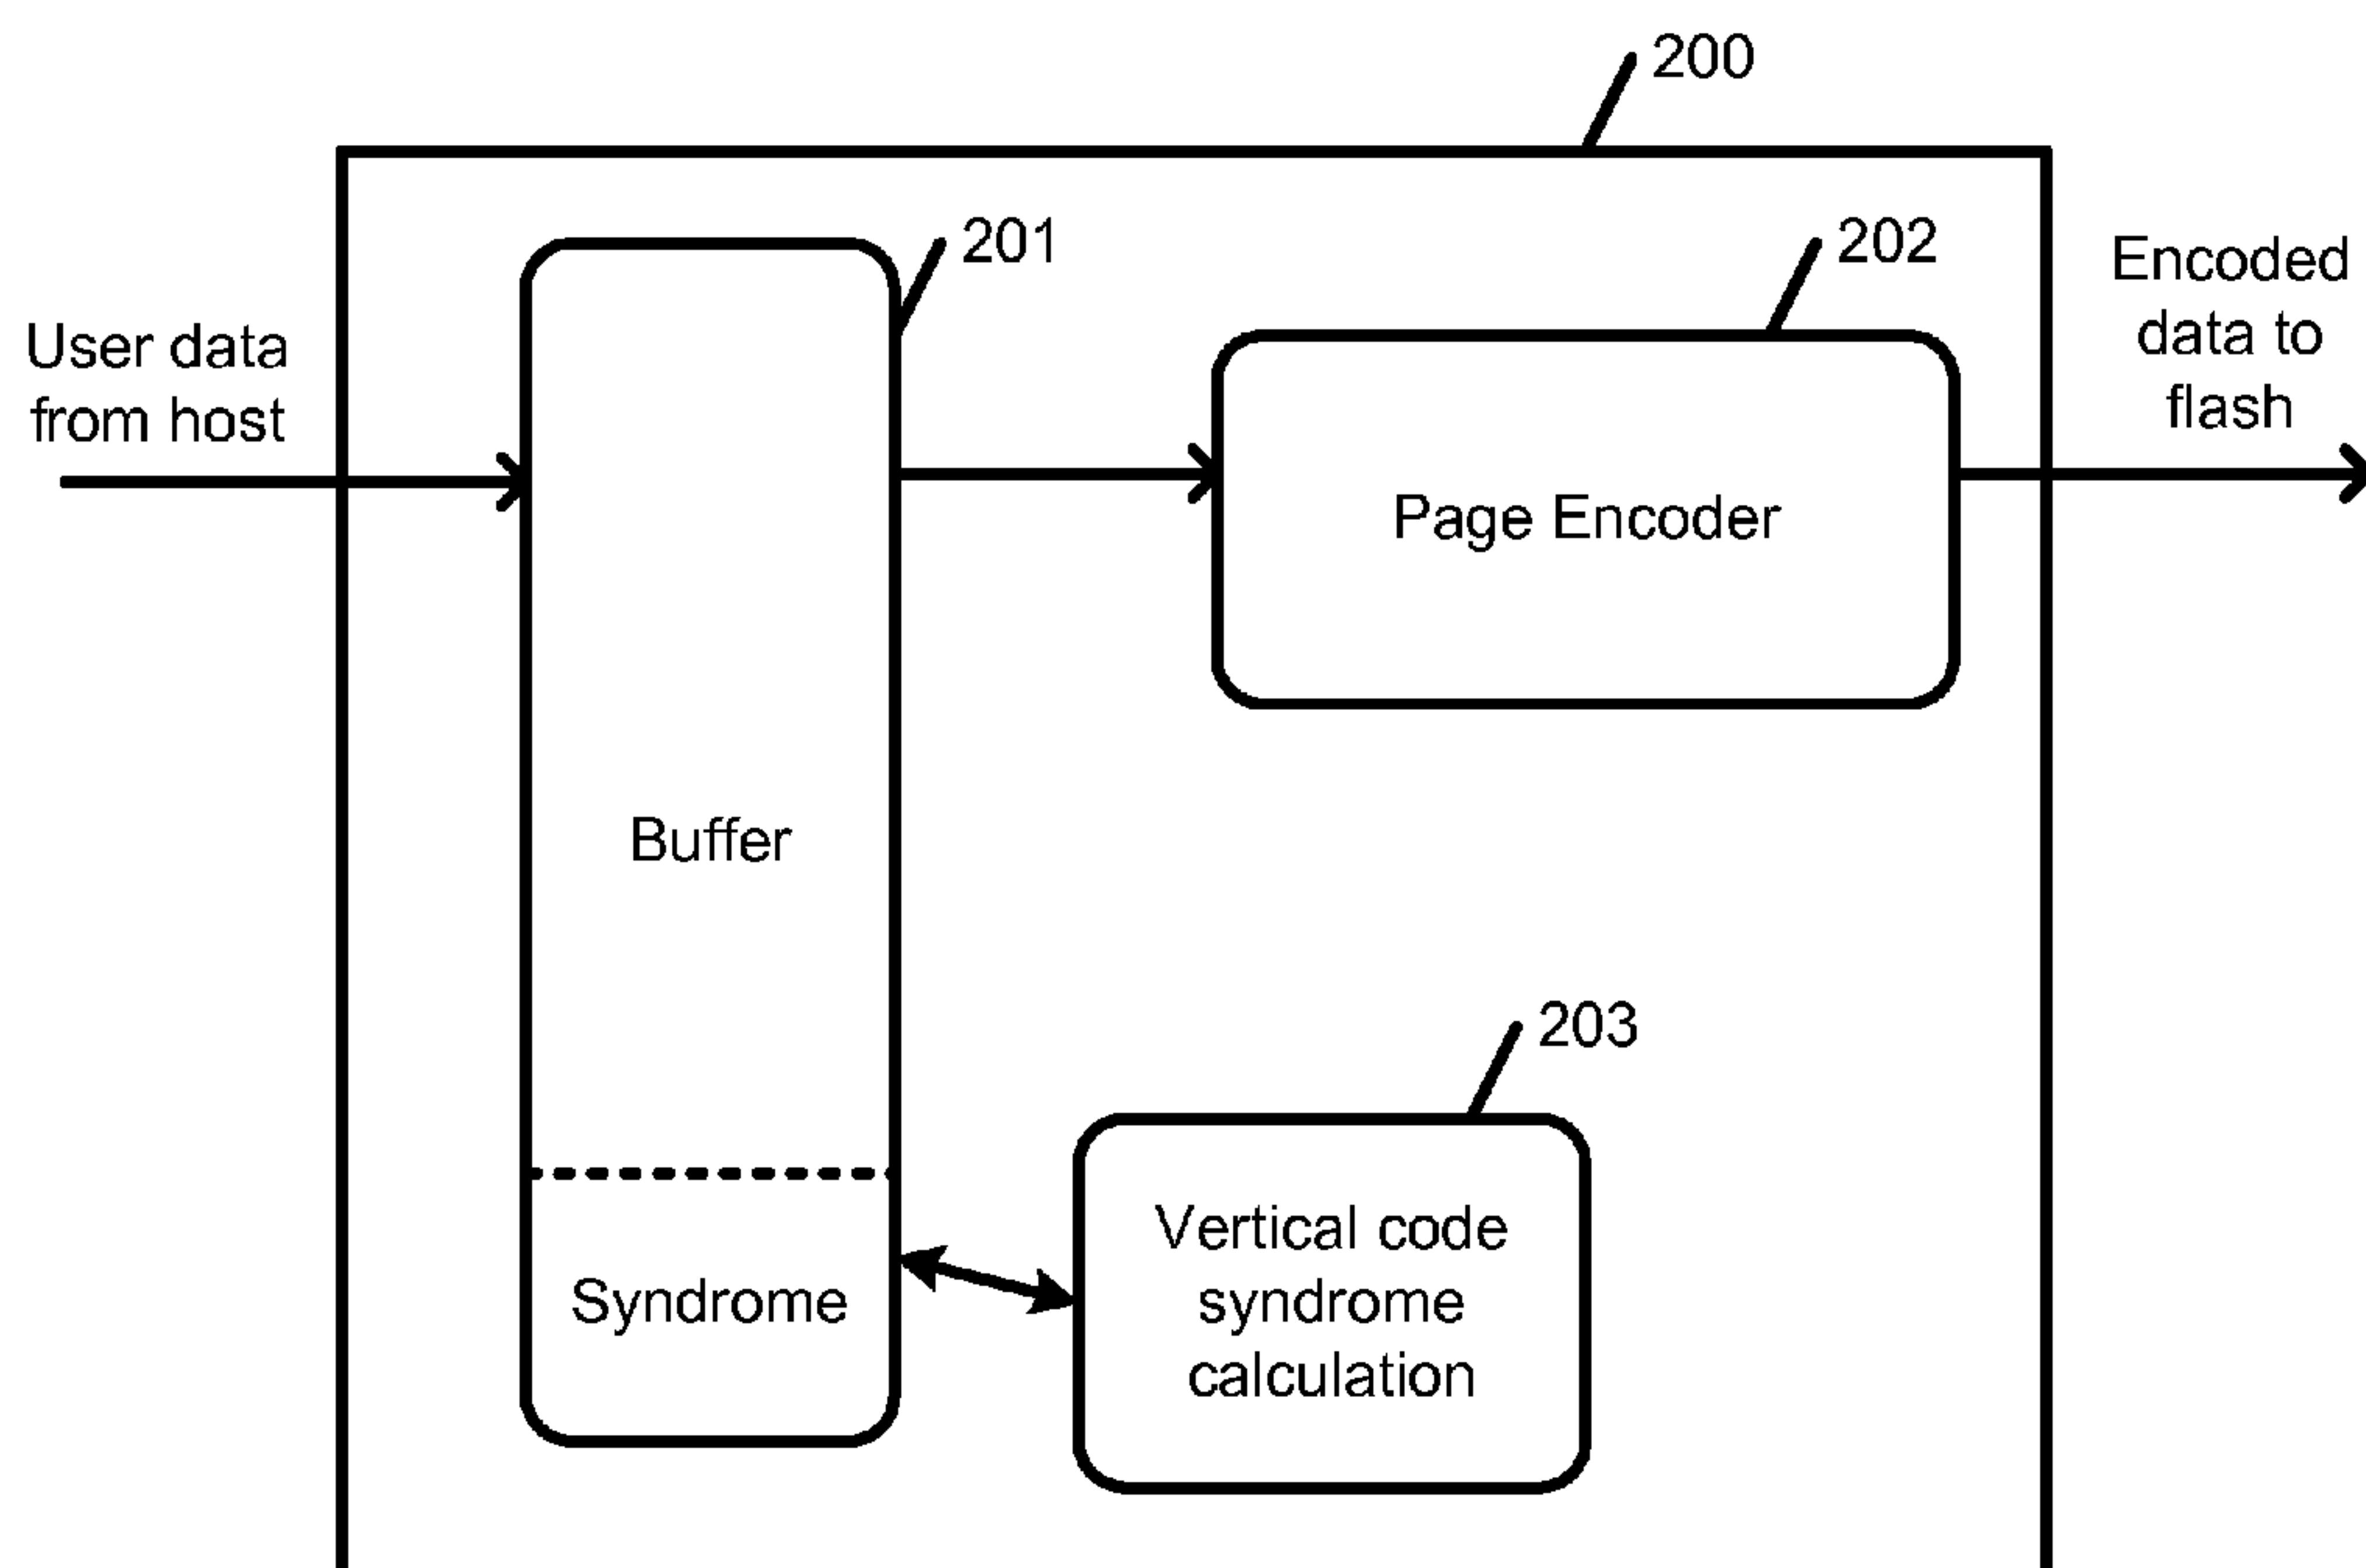 200
201
202
User data
from host
Encoded
data to
flash
Page Encoder
Buffer
203
Vertical code
syndrome
calculation
Syndrome